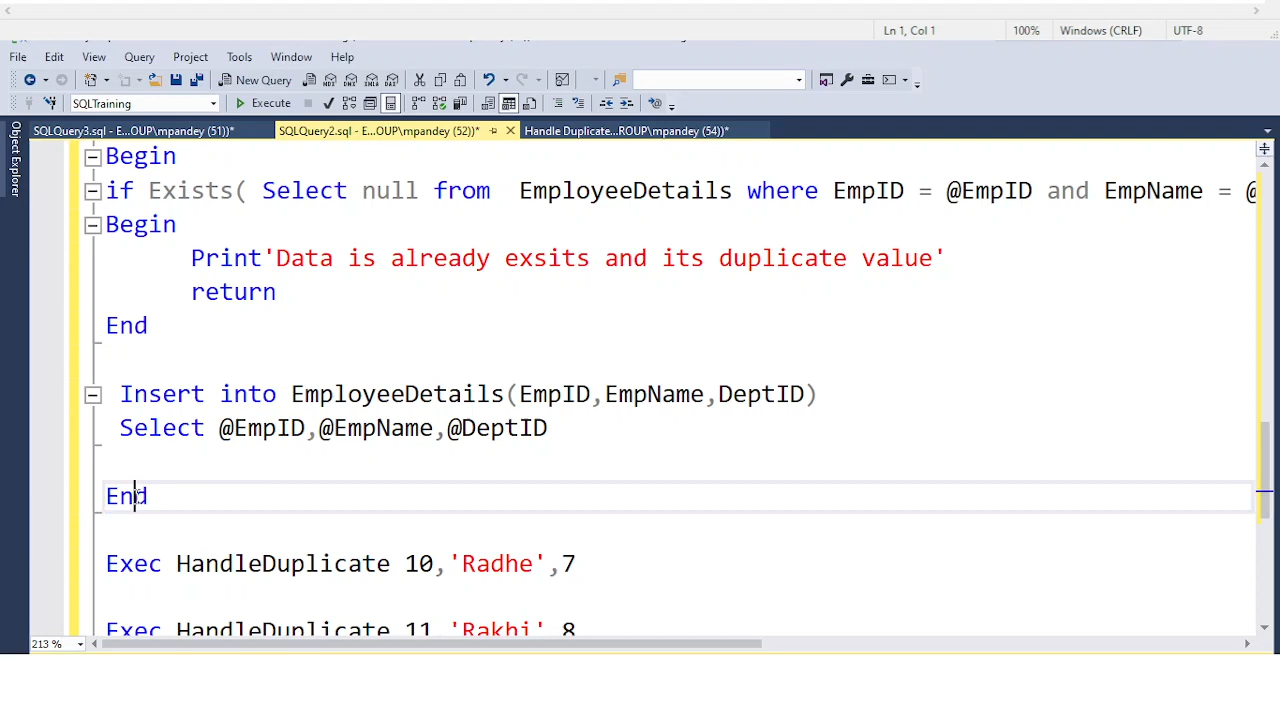 Ln 1, Col 1 100% Windows (CRLF) UTF-8
File Edit View Query Project Tools Window Help
New Query
SQLTraining Execute
SQLQuery3.sql - E...OUP\mpandey (51))* SQLQuery2.sql - E...OUP\mpandey (52))* Handle Duplicate...ROUP\mpandey (54))*
Object Explorer
Begin
if Exists( Select null from EmployeeDetails where EmpID = @EmpID and EmpName = @
Begin
Print'Data is already exsits and its duplicate value'
return
End
Insert into EmployeeDetails(EmpID,EmpName,DeptID)
Select @EmpID,@EmpName,@DeptID
End
Exec HandleDuplicate 10,'Radhe',7
Exec HandleDuplicate 11,'Rakhi',8
213 %